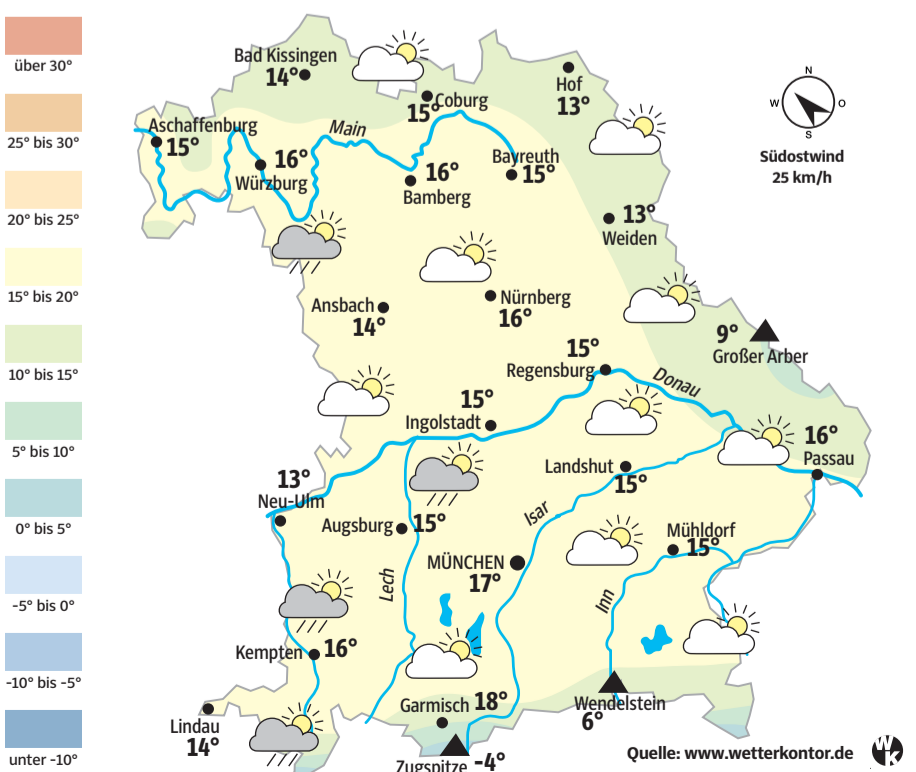 über 30°
25° bis 30°
20° bis 25°
15° bis 20°
10° bis 15°
5° bis 10°
0° bis 5°
-5° bis 0°
-10° bis -5°
unter -10°
Bad Kissingen
14°
15°
Coburg
Hof
13°
N
W
O
S
Südostwind
25 km/h
Aschaffenburg
15°
Main
16°
Würzburg
16°
Bamberg
Bayreuth
15°
13°
Weiden
Ansbach
14°
Nürnberg
16°
9°
Großer Arber
15°
Regensburg
Donau
15°
Ingolstadt
16°
Passau
13°
Neu-Ulm
Landshut
15°
Augsburg
15°
Isar
Mühldorf
15°
MÜNCHEN
17°
Lech
Inn
Kempten
16°
Garmisch
18°
Wendelstein
6°
Lindau
14°
Zugspitze
-4°
Quelle: www.wetterkontor.de
WK